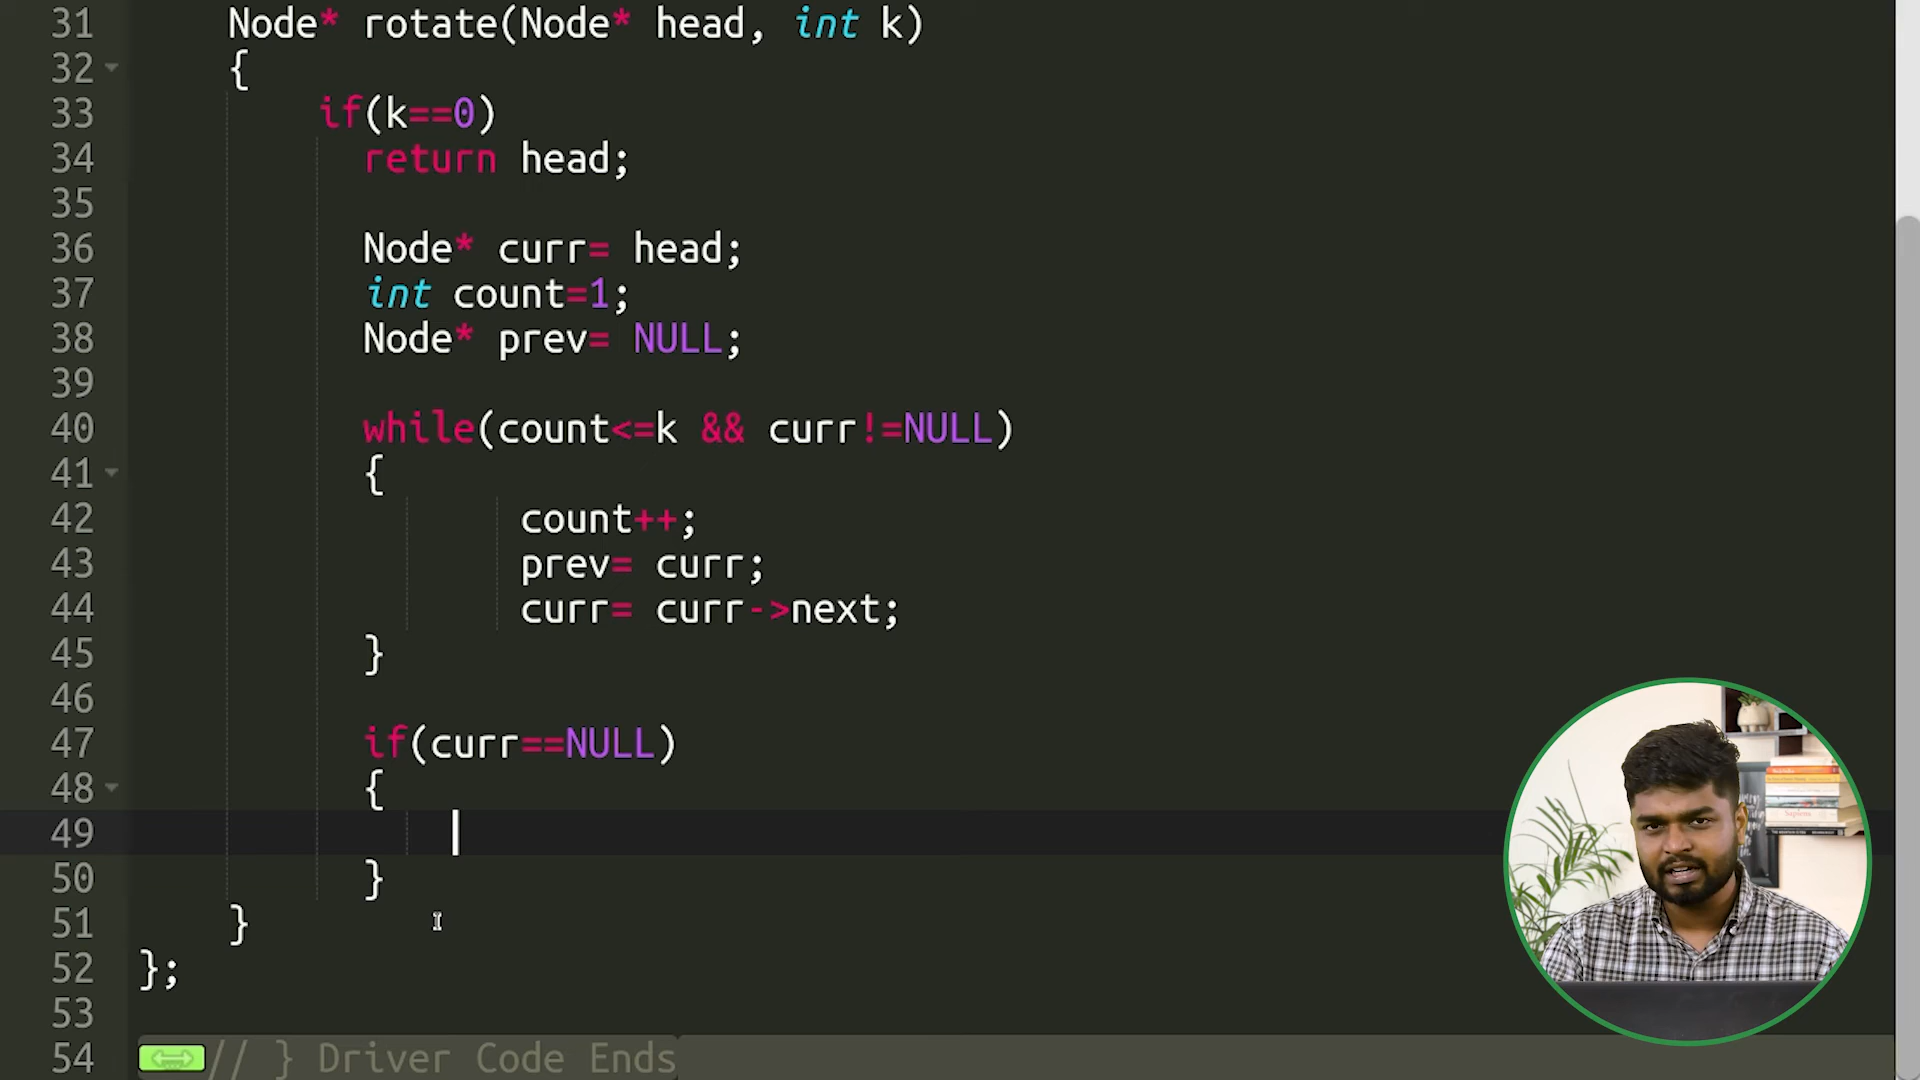 31 Node* rotate(Node* head, int k)
32 {
33 if(k==0)
34 return head;
35
36 Node* curr= head;
37 int count=1;
38 Node* prev= NULL;
39
40 while(count<=k && curr!=NULL)
41 {
42 count++;
43 prev= curr;
44 curr= curr->next;
45 }
46
47 if(curr==NULL)
48 {
49
50 }
51 }
52 };
53
54 // } Driver Code Ends